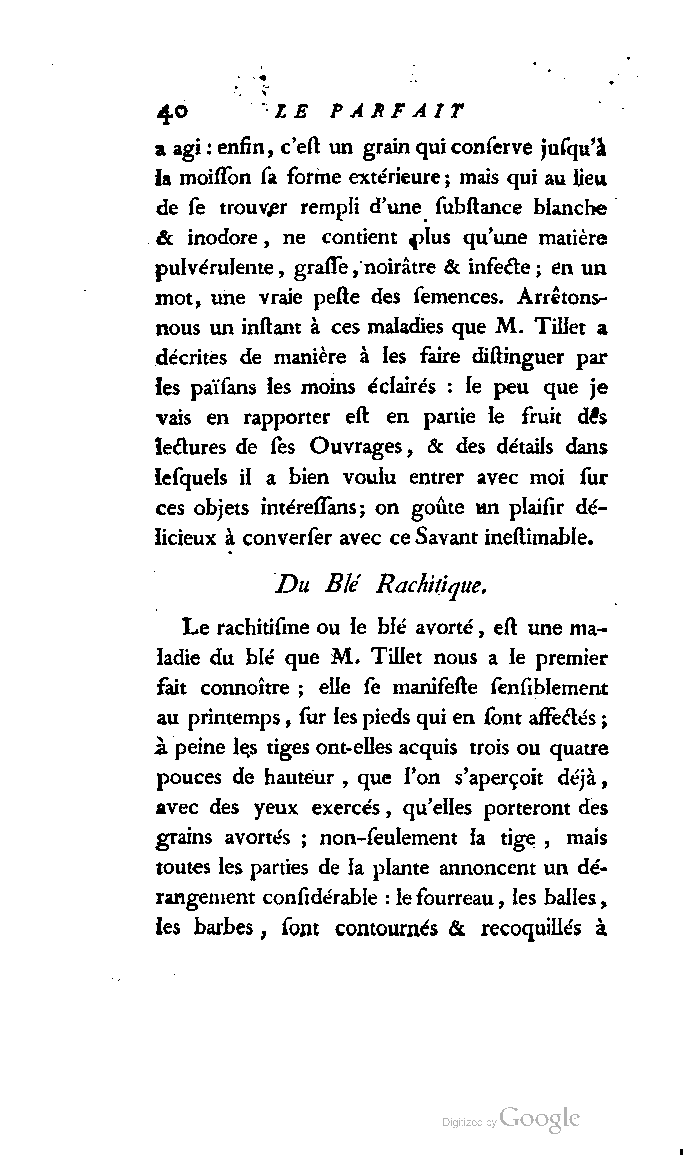 40 LE PARFAIT
a agi : enfin, c'eſt un grain qui conſerve juſqu'à
la moiſſon ſa forme extérieure ; mais qui au lieu
de ſe trouver rempli d'une ſubſtance blanche
& inodore, ne contient plus qu'une matière
pulvérulente, graſſe, noirâtre & infecte ; en un
mot, une vraie peſte des ſemences. Arrêtons-
nous un inſtant à ces maladies que M. Tillet a
décrites de manière à les faire diſtinguer par
les païſans les moins éclairés : le peu que je
vais en rapporter eſt en partie le fruit des
lectures de ſes Ouvrages, & des détails dans
leſquels il a bien voulu entrer avec moi ſur
ces objets intéreſſans ; on goûte un plaiſir dé-
licieux à converſer avec ce Savant ineſtimable.
Du Blé Rachitique.
Le rachitiſme ou le blé avorté, eſt une ma-
ladie du blé que M. Tillet nous a le premier
fait connoître ; elle ſe manifeſte ſenſiblement
au printemps, ſur les pieds qui en ſont affectés ;
à peine les tiges ont-elles acquis trois ou quatre
pouces de hauteur, que l'on s'aperçoit déjà,
avec des yeux exercés, qu'elles porteront des
grains avortés ; non-ſeulement la tige, mais
toutes les parties de la plante annoncent un dé-
rangement conſidérable : le fourreau, les balles,
les barbes, ſont contournés & recoquillés à
Digitized by Google